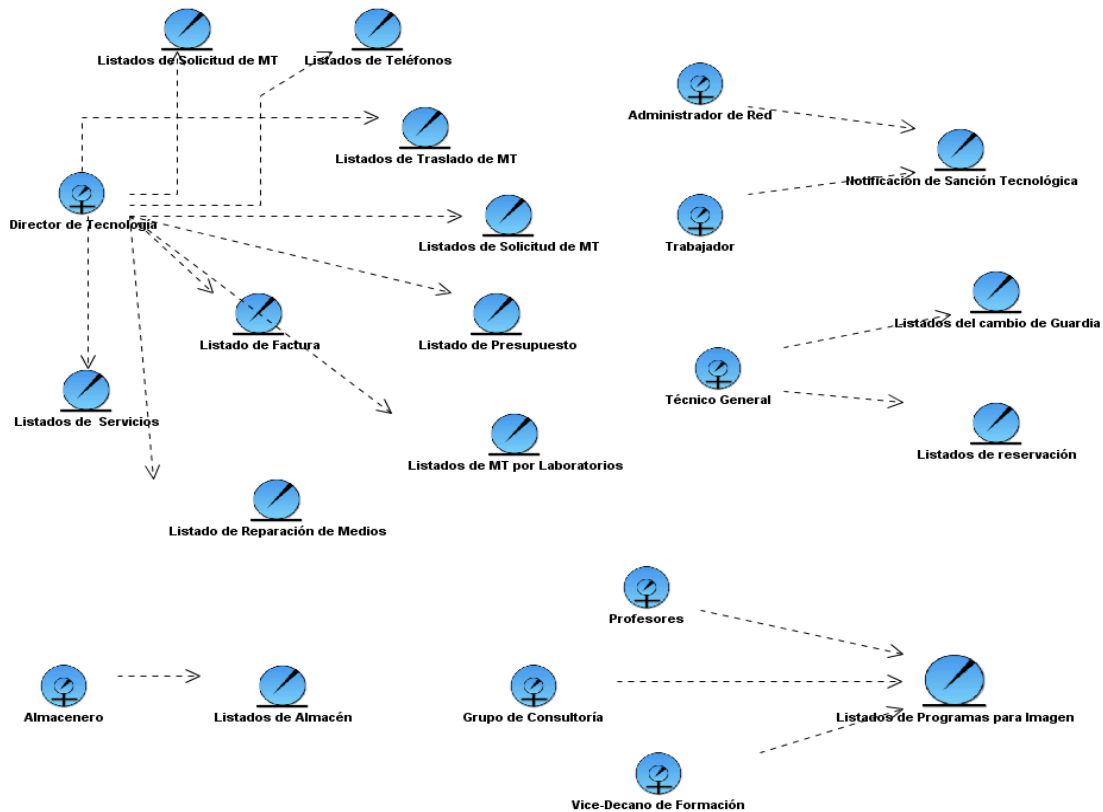 Listados de Solicitud de MT
Listados de Teléfonos
Administrador de Red
Listados de Traslado de MT
Notificación de Sanción Tecnológica
Director de Tecnología
Listados de Solicitud de MT
Trabajador
Listados del cambio de Guardia
Listado de Factura
Listado de Presupuesto
Técnico General
Listados de  Servicios
Listados de MT por Laboratorios
Listados de reservación
Listado de Reparación de Medios
Profesores
Almacenero
Listados de Almacén
Grupo de Consultoría
Listados de Programas para Imagen
Vice-Decano de Formación